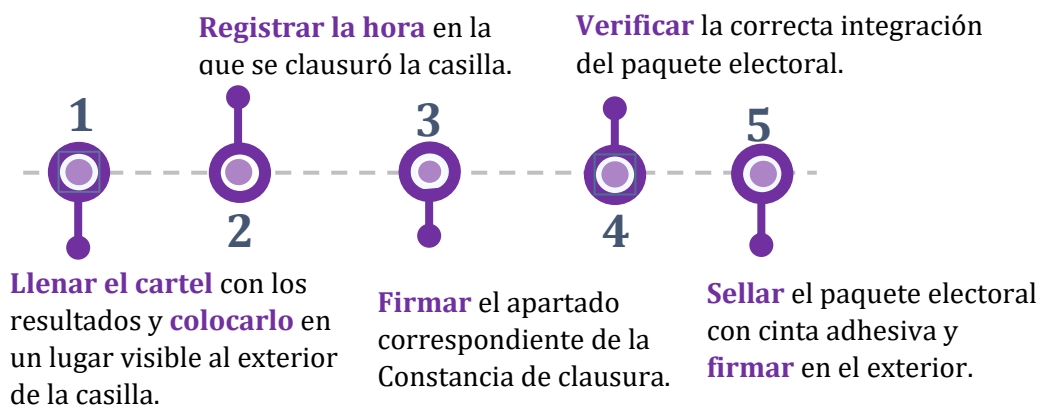 1
Llenar el cartel con los
resultados y colocarlo en
un lugar visible al exterior
de la casilla.
Registrar la hora en la
que se clausuró la casilla.
2
3
Firmar el apartado
correspondiente de la
Constancia de clausura.
Verificar la correcta integración
del paquete electoral.
4
5
Sellar el paquete electoral
con cinta adhesiva y
firmar en el exterior.